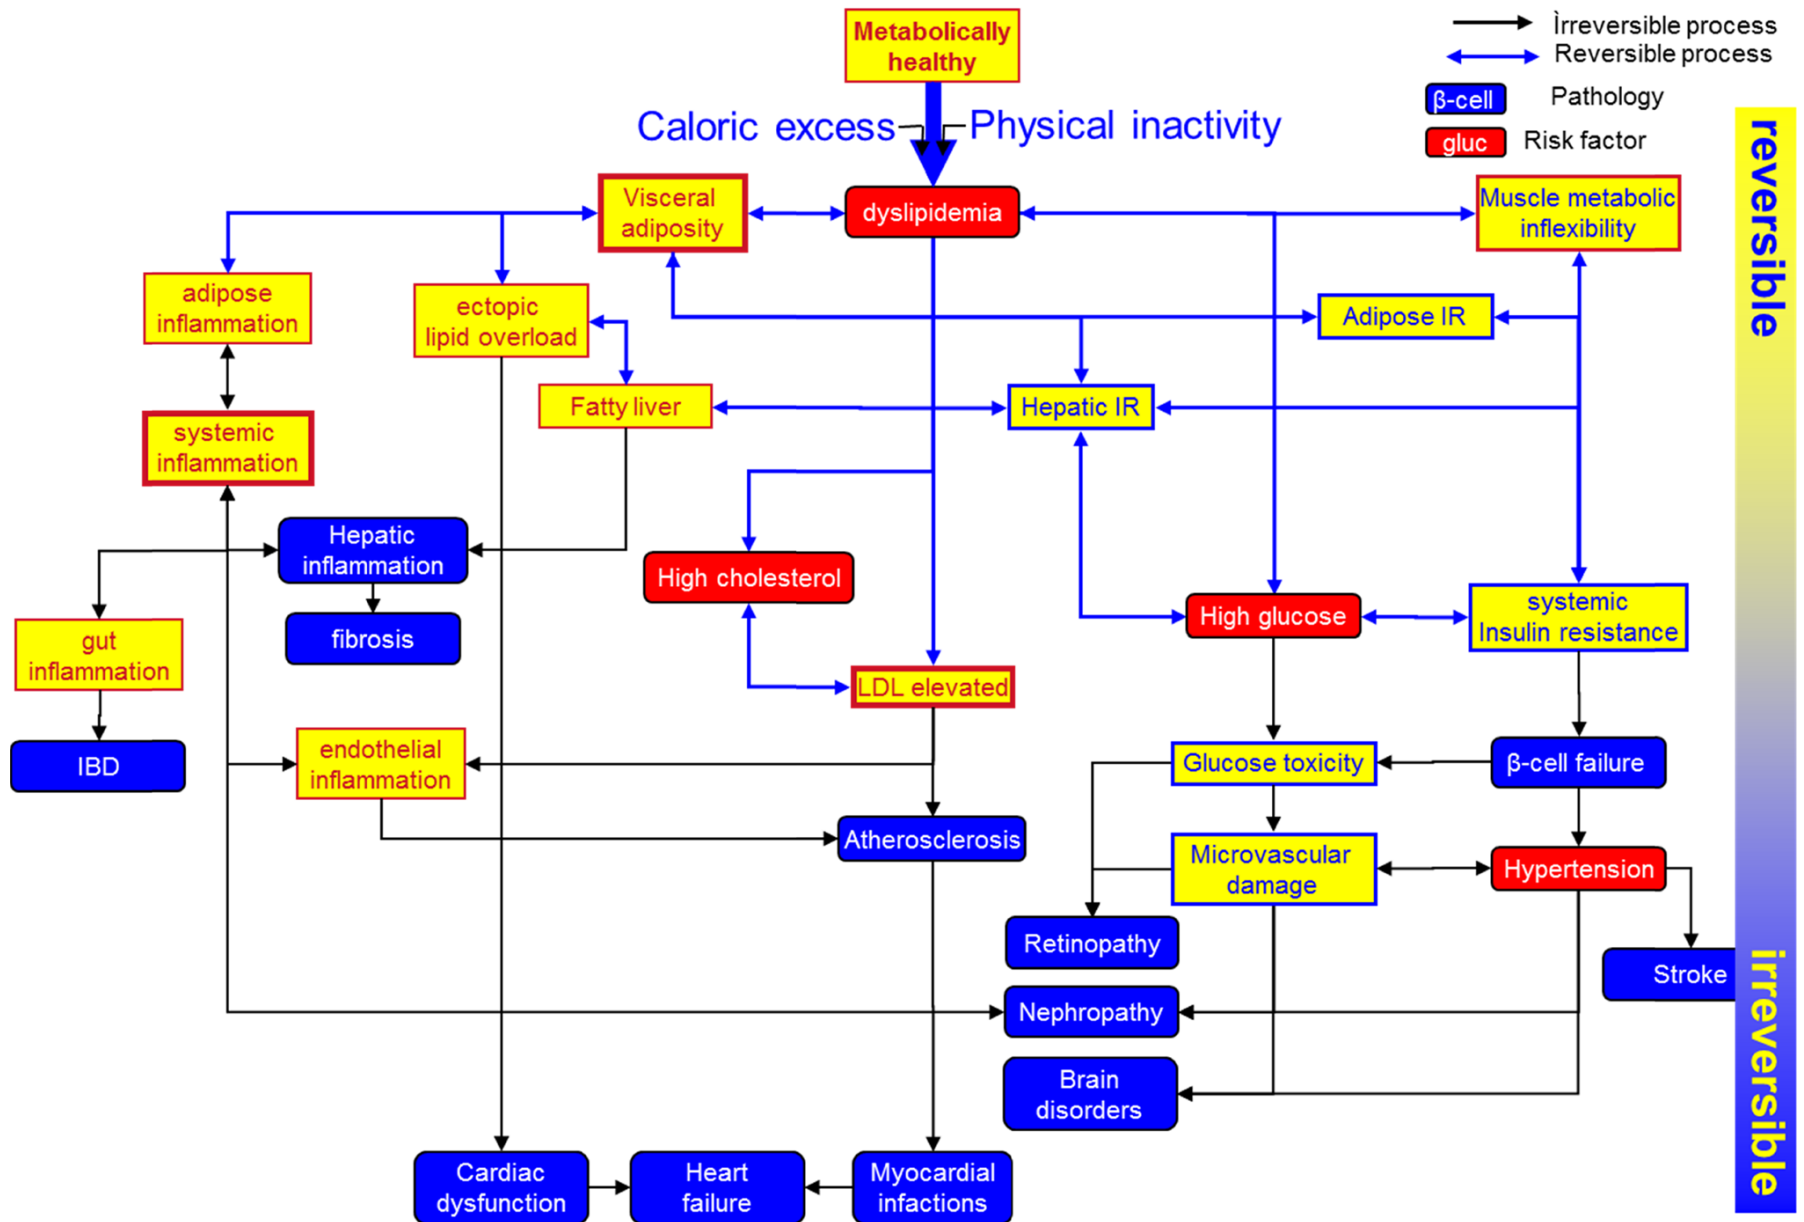 Metabolically
healthy
Ìrreversible process
Reversible process
β-cell
Pathology
gluc
Risk factor
Caloric excess
Physical inactivity
reversible
Visceral
adiposity
dyslipidemia
Muscle metabolic
inflexibility
adipose
inflammation
ectopic
lipid overload
Adipose IR
Fatty liver
Hepatic IR
systemic
inflammation
Hepatic
inflammation
High cholesterol
High glucose
systemic
Insulin resistance
gut
inflammation
fibrosis
LDL elevated
IBD
endothelial
inflammation
Glucose toxicity
β-cell failure
Atherosclerosis
Microvascular
damage
Hypertension
Retinopathy
Stroke
Nephropathy
Brain
disorders
irreversible
Cardiac
dysfunction
Heart
failure
Myocardial
infactions